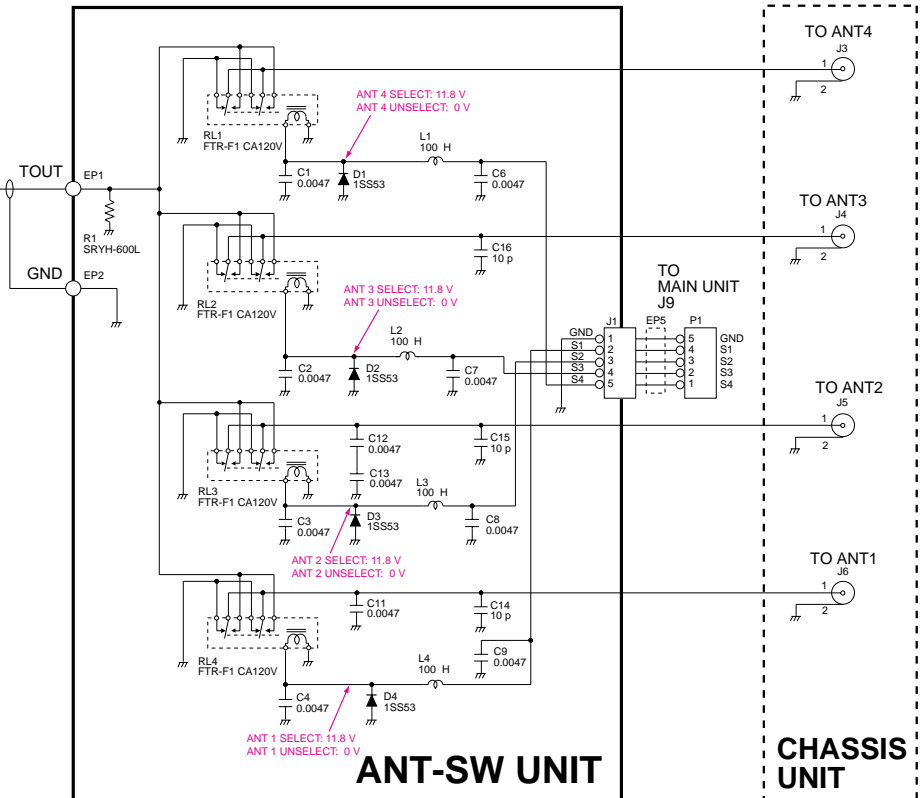 TO ANT4
J3
1
2
ANT 4 SELECT: 11.8 V
ANT 4 UNSELECT: 0 V
RL1
FTR-F1 CA120V
L1
100 H
C1
0.0047
D1
1SS53
C6
0.0047
TOUT
EP1
R1
SRYH-600L
GND
EP2
TO ANT3
J4
1
2
C16
10 p
RL2
FTR-F1 CA120V
ANT 3 SELECT: 11.8 V
ANT 3 UNSELECT: 0 V
L2
100 H
C2
0.0047
D2
1SS53
C7
0.0047
TO
MAIN UNIT
J9
J1
EP5
P1
GND 1 5 GND
S1 2 4 S1
S2 3 3 S2
S3 4 2 S3
S4 5 1 S4
TO ANT2
J5
1
2
C12
0.0047
C15
10 p
C13
0.0047
RL3
FTR-F1 CA120V
L3
100 H
C3
0.0047
D3
1SS53
C8
0.0047
ANT 2 SELECT: 11.8 V
ANT 2 UNSELECT: 0 V
TO ANT1
J6
1
2
C11
0.0047
C14
10 p
RL4
FTR-F1 CA120V
C9
0.0047
L4
100 H
C4
0.0047
D4
1SS53
ANT 1 SELECT: 11.8 V
ANT 1 UNSELECT: 0 V
ANT-SW UNIT
CHASSIS
UNIT